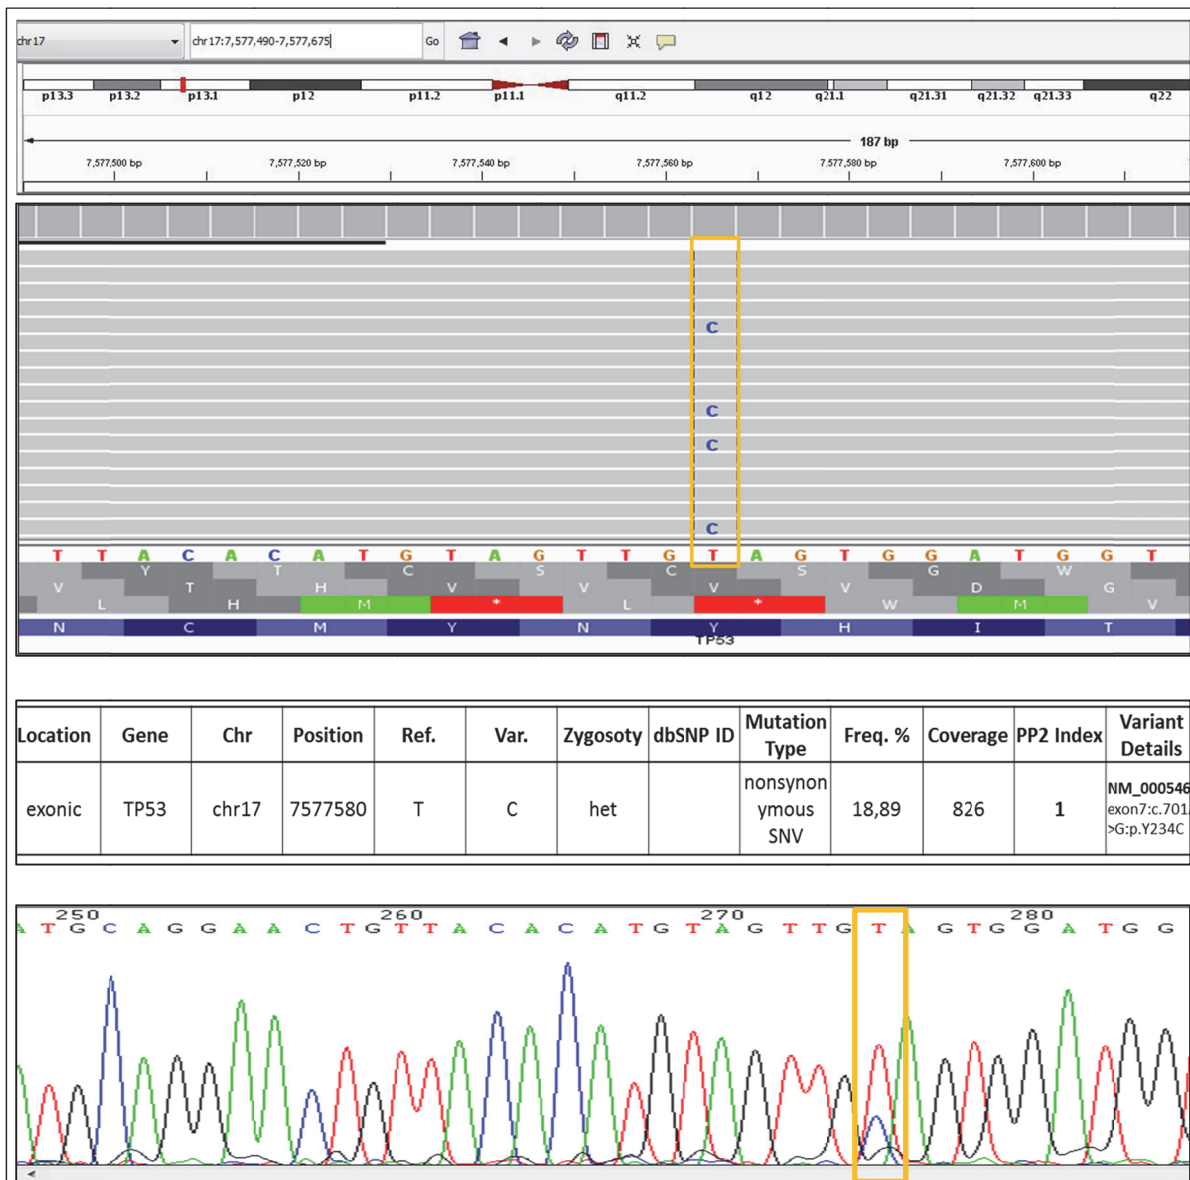 chr17 chr17:7,577,490-7,577,675 Go
p13.3 p13.2 p13.1 p12 p11.2 p11.1 q11.2 q12 q21.1 q21.31 q21.32 q21.33 q22
187 bp
7,577,500 bp 7,577,520 bp 7,577,540 bp 7,577,560 bp 7,577,580 bp 7,577,600 bp
C
C
C
C
T T A C A C A T G T A G T T G T A G T G G A T G G T
Y T C S C S G W
V T H V V V V D G
L H M * L * W M V
N C M Y N Y H I T
TP53
Location Gene Chr Position Ref. Var. Zygosoty dbSNP ID Mutation Type Freq. % Coverage PP2 Index Variant Details
exonic TP53 chr17 7577580 T C het nonsynonymous SNV 18,89 826 1 NM_000546 exon7:c.701 >G:p.Y234C
250 260 270 280
A T G C A G G A A C T G T T A C A C A T G T A G T T G T A G T G G A T G G